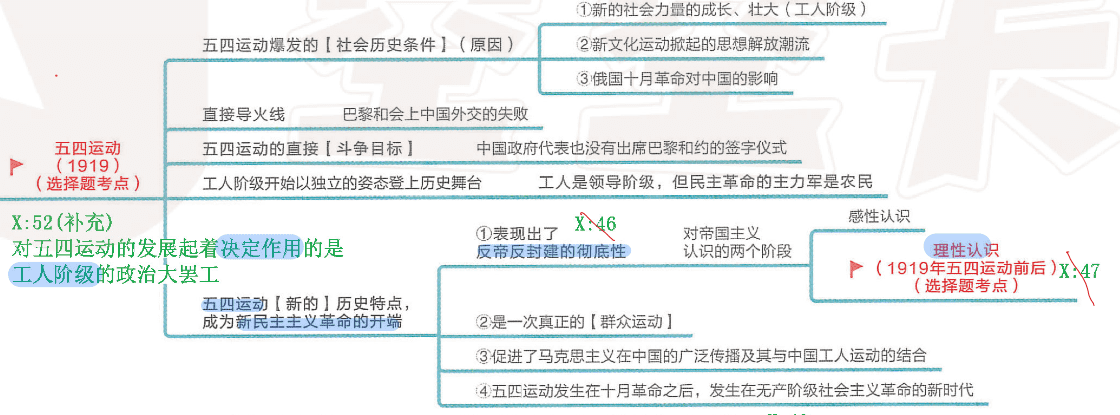 ①新的社会力量的成长、壮大（工人阶级）
五四运动爆发的【社会历史条件】（原因）
②新文化运动掀起的思想解放潮流
③俄国十月革命对中国的影响
直接导火线 巴黎和会上中国外交的失败
五四运动
（1919）
（选择题考点）
五四运动的直接【斗争目标】 中国政府代表也没有出席巴黎和约的签字仪式
工人阶级开始以独立的姿态登上历史舞台 工人是领导阶级，但民主革命的主力军是农民
X:52(补充)
对五四运动的发展起着决定作用的是
工人阶级的政治大罢工
①表现出了
反帝反封建的彻底性
X:46
对帝国主义
认识的两个阶段
感性认识
理性认识
（1919年五四运动前后）
（选择题考点）
X:47
五四运动【新的】历史特点，
成为新民主主义革命的开端
②是一次真正的【群众运动】
③促进了马克思主义在中国的广泛传播及其与中国工人运动的结合
④五四运动发生在十月革命之后，发生在无产阶级社会主义革命的新时代